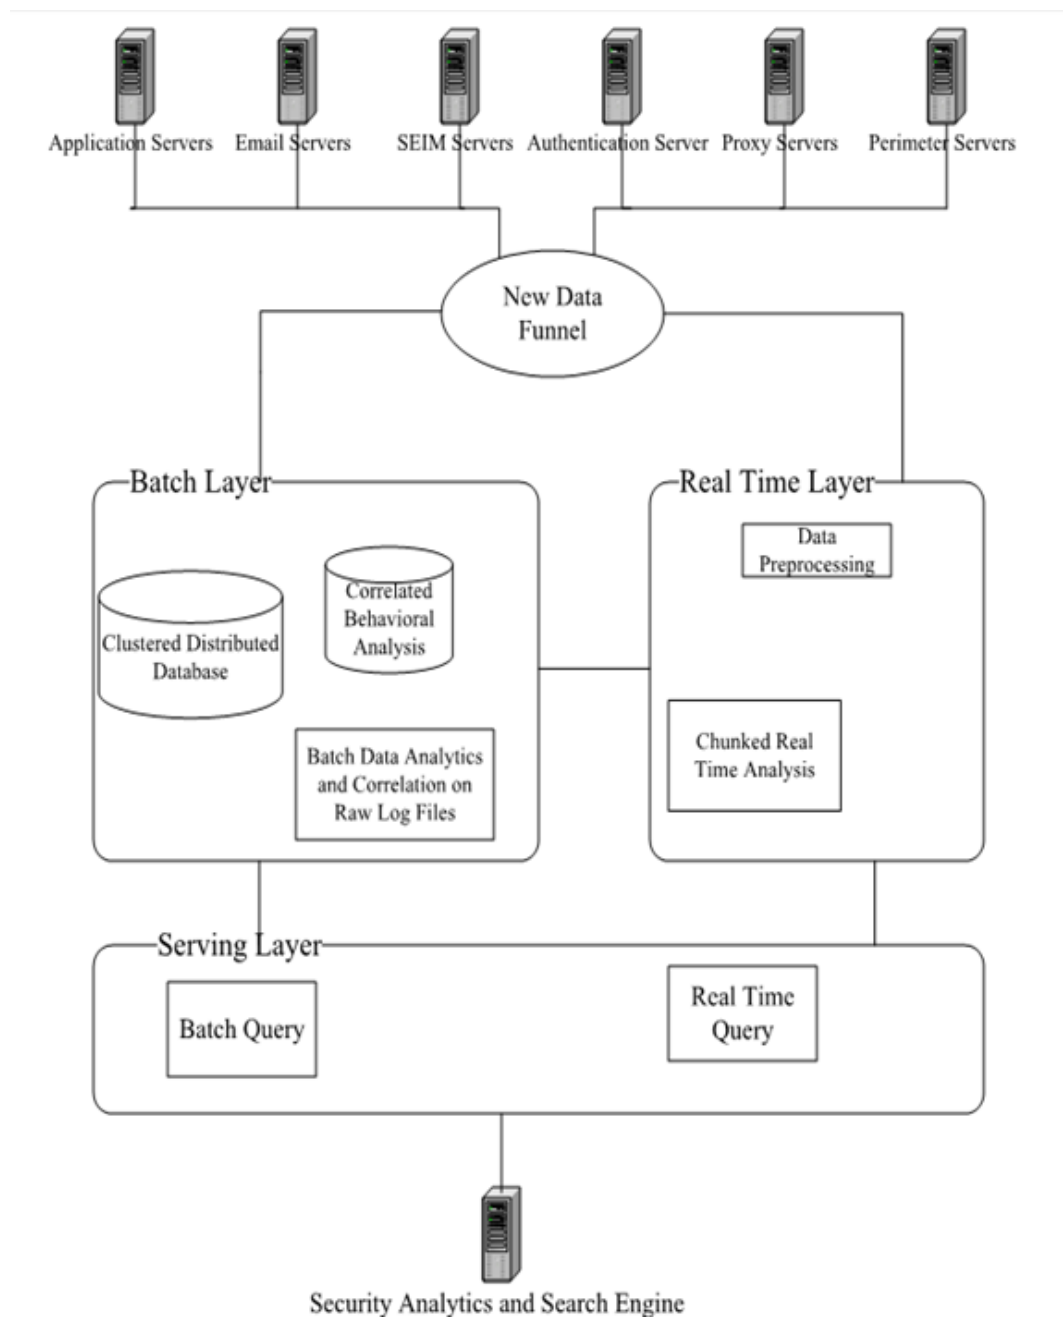 Application Servers
Email Servers
SEIM Servers
Authentication Server
Proxy Servers
Perimeter Servers
New Data
Funnel
Batch Layer
Correlated
Behavioral
Analysis
Clustered Distributed
Database
Batch Data Analytics
and Correlation on
Raw Log Files
Real Time Layer
Data
Preprocessing
Chunked Real
Time Analysis
Serving Layer
Batch Query
Real Time
Query
Security Analytics and Search Engine